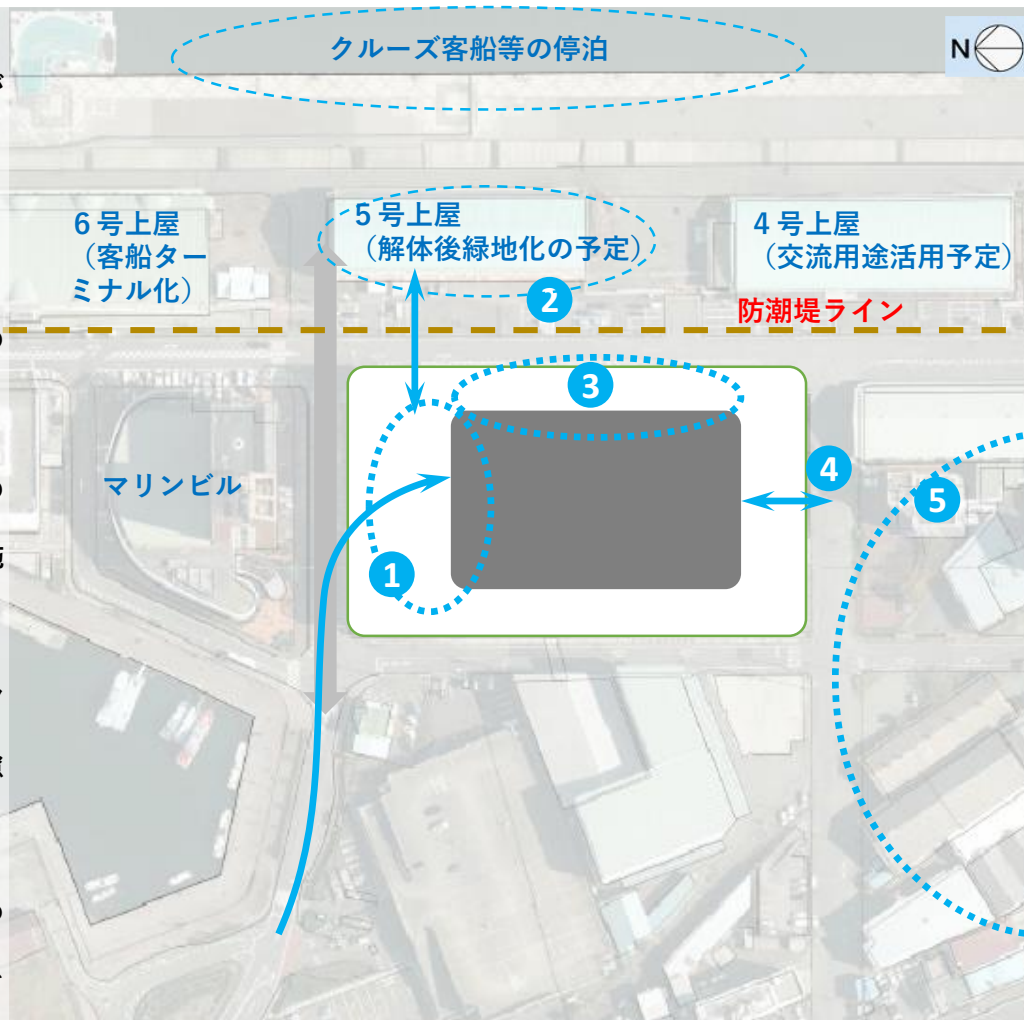 クルーズ客船等の停泊
N
6号上屋
（客船ター
ミナル化）
5号上屋
（解体後緑地化の予定）
4号上屋
（交流用途活用予定）
2
防潮堤ライン
3
マリンビル
4
5
1